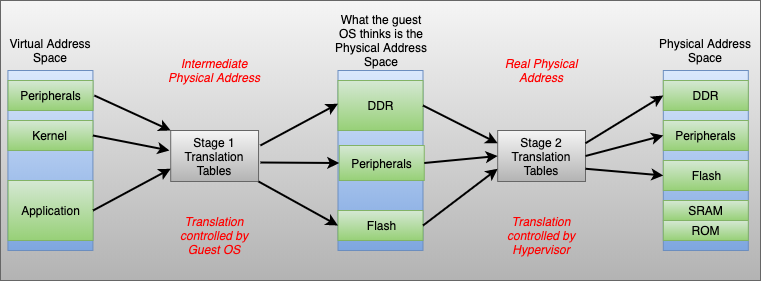 Virtual Address
Space
Peripherals
Kernel
Application
Intermediate
Physical Address
Stage 1
Translation
Tables
Translation
controlled by
Guest OS
What the guest
OS thinks is the
Physical Address
Space
DDR
Peripherals
Flash
Real Physical
Address
Stage 2
Translation
Tables
Translation
controlled by
Hypervisor
Physical Address
Space
DDR
Peripherals
Flash
SRAM
ROM